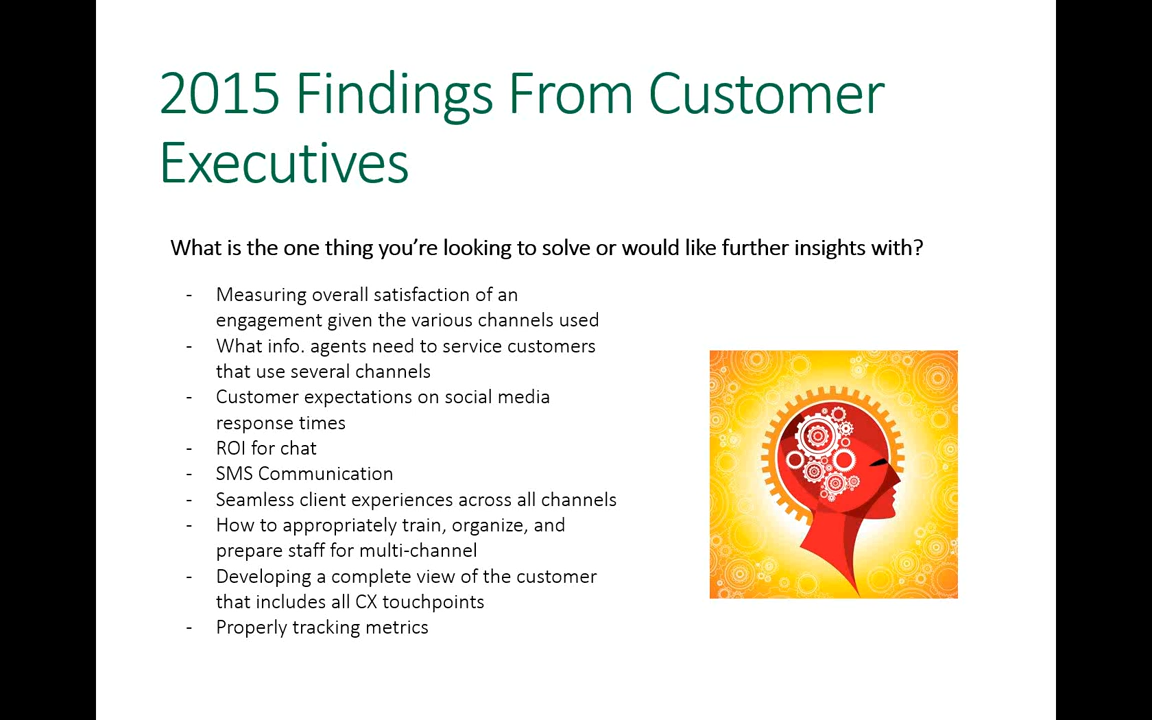 2015 Findings From Customer
Executives
What is the one thing you’re looking to solve or would like further insights with?
- Measuring overall satisfaction of an
engagement given the various channels used
- What info. agents need to service customers
that use several channels
- Customer expectations on social media
response times
- ROI for chat
- SMS Communication
- Seamless client experiences across all channels
- How to appropriately train, organize, and
prepare staff for multi-channel
- Developing a complete view of the customer
that includes all CX touchpoints
- Properly tracking metrics